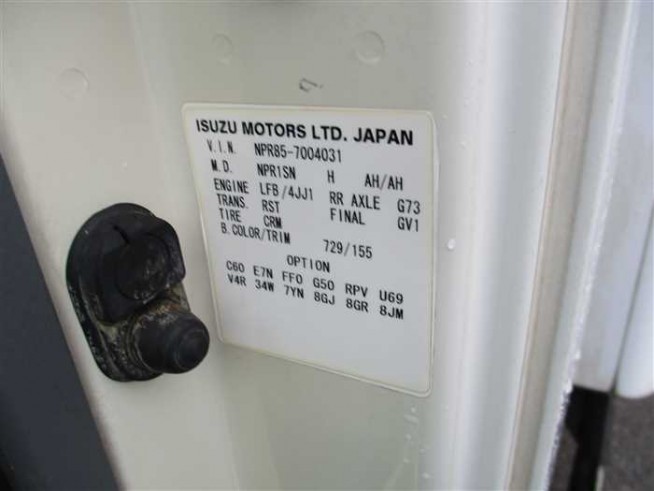 ISUZU MOTORS LTD. JAPAN
V.I.N. NPR85-7004031
M.D. NPR1SN H AH/AH
ENGINE LFB/4JJ1 RR AXLE G73
TRANS. RST FINAL GV1
TIRE CRM
B.COLOR/TRIM 729/155
OPTION
C60 E7N FF0 G50 RPV U69
V4R 34W 7YN 8GJ 8GR 8JM